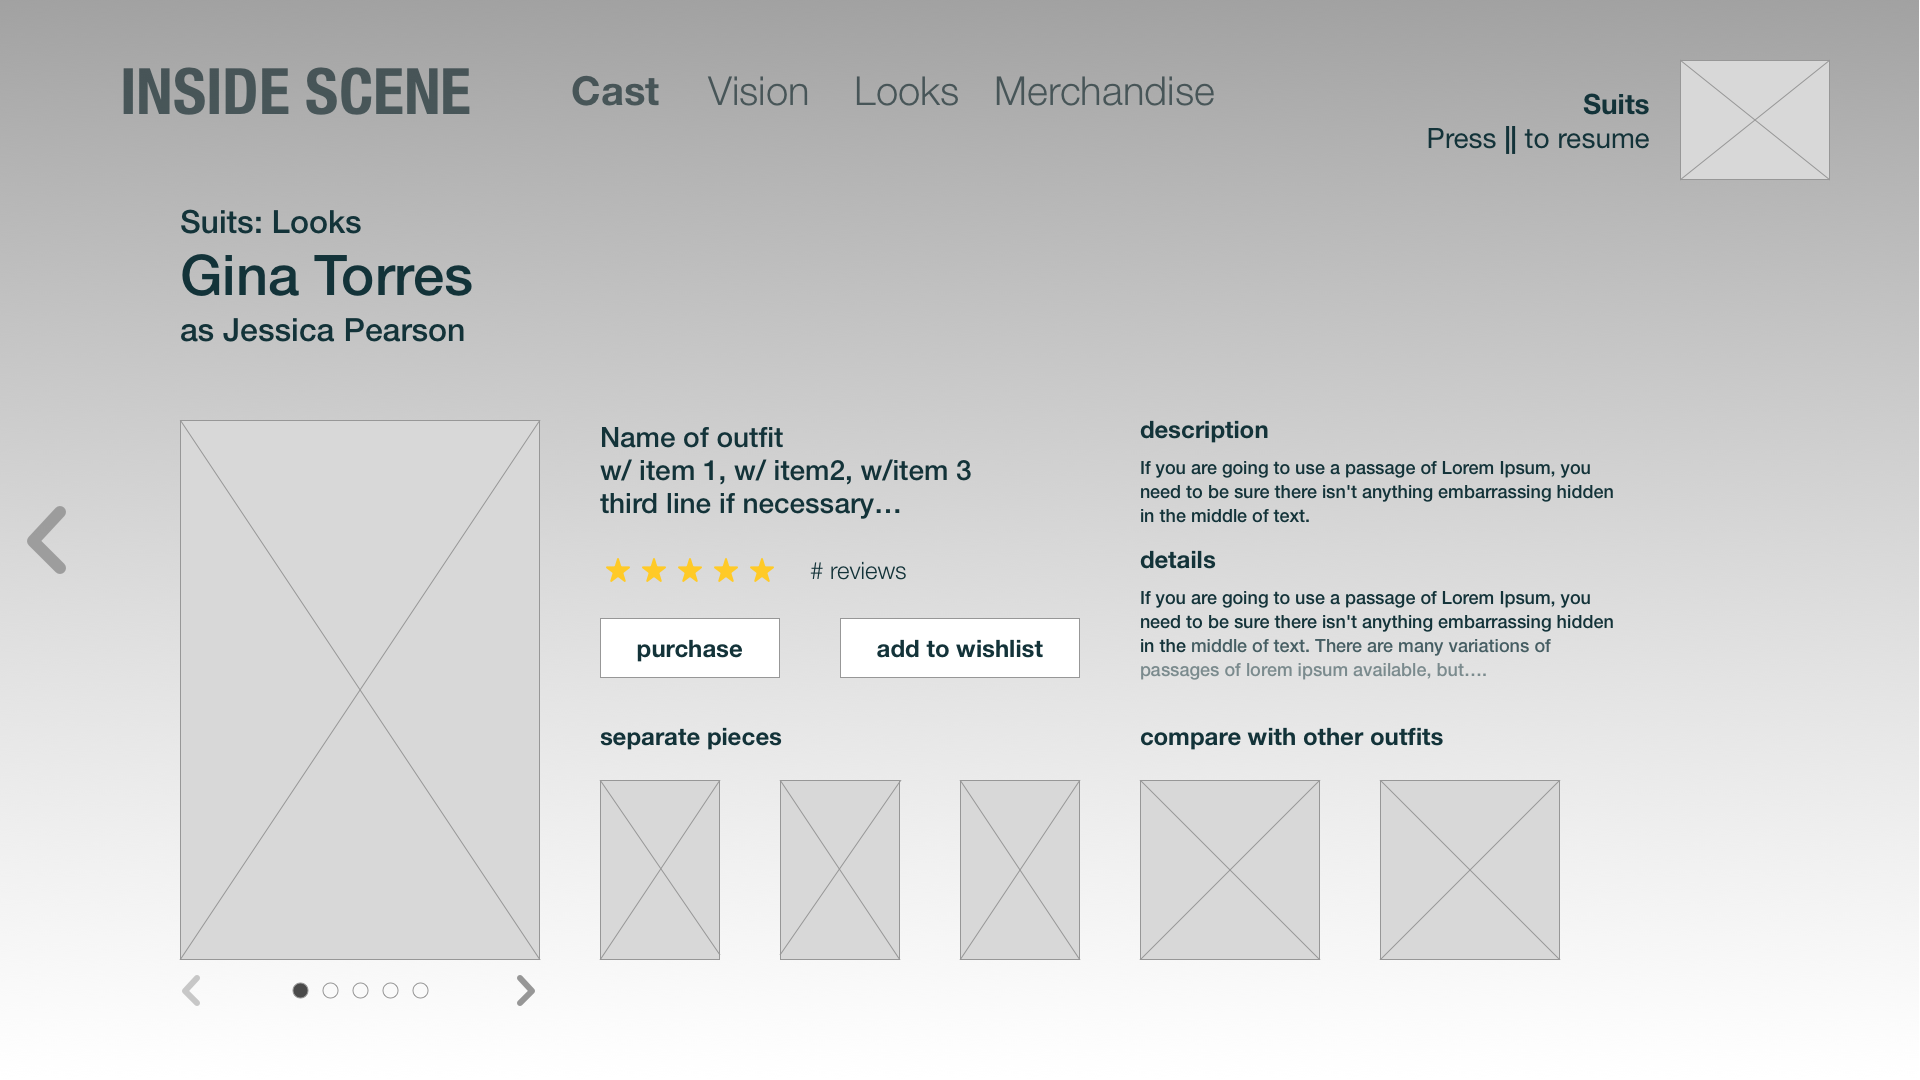 INSIDE SCENE
Cast Vision Looks Merchandise
Suits
Press || to resume
Suits: Looks
Gina Torres
as Jessica Pearson
Name of outfit
w/ item 1, w/ item2, w/item 3
third line if necessary…
# reviews
purchase
add to wishlist
description
If you are going to use a passage of Lorem Ipsum, you
need to be sure there isn't anything embarrassing hidden
in the middle of text.
details
If you are going to use a passage of Lorem Ipsum, you
need to be sure there isn't anything embarrassing hidden
in the middle of text. There are many variations of
passages of lorem ipsum available, but….
separate pieces
compare with other outfits